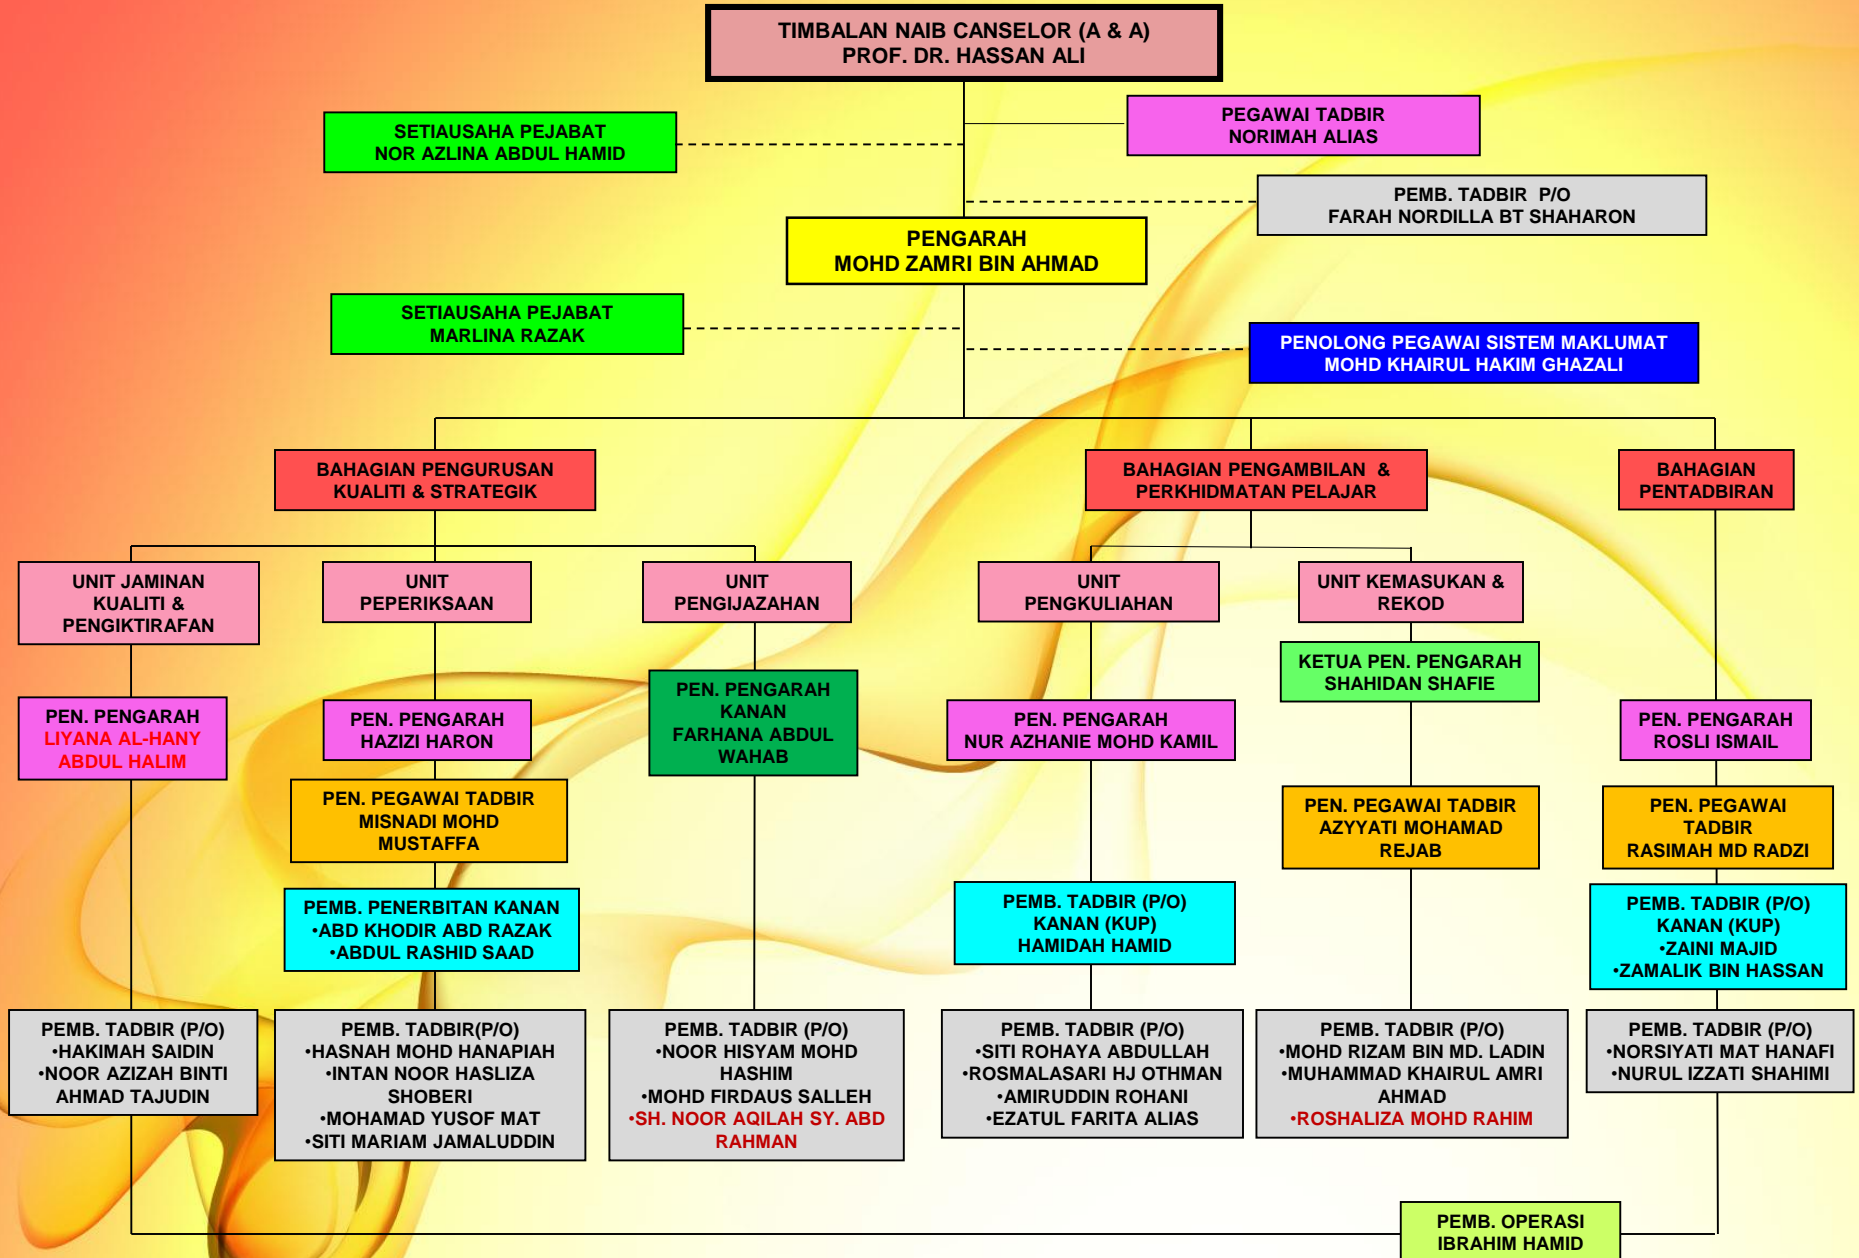 TIMBALAN NAIB CANSELOR (A & A)
PROF. DR. HASSAN ALI
PEGAWAI TADBIR
NORIMAH ALIAS
SETIAUSAHA PEJABAT
NOR AZLINA ABDUL HAMID
PEMB. TADBIR P/O
FARAH NORDILLA BT SHAHARON
PENGARAH
MOHD ZAMRI BIN AHMAD
SETIAUSAHA PEJABAT
MARLINA RAZAK
PENOLONG PEGAWAI SISTEM MAKLUMAT
MOHD KHAIRUL HAKIM GHAZALI
BAHAGIAN PENGURUSAN
KUALITI & STRATEGIK
BAHAGIAN PENGAMBILAN &
PERKHIDMATAN PELAJAR
BAHAGIAN
PENTADBIRAN
UNIT JAMINAN
KUALITI &
PENGIKTIRAFAN
UNIT
PEPERIKSAAN
UNIT
PENGIJAZAHAN
UNIT
PENGKULIAHAN
UNIT KEMASUKAN &
REKOD
KETUA PEN. PENGARAH
SHAHIDAN SHAFIE
PEN. PENGARAH
LIYANA AL-HANY
ABDUL HALIM
PEN. PENGARAH
HAZIZI HARON
PEN. PENGARAH
KANAN
FARHANA ABDUL
WAHAB
PEN. PENGARAH
NUR AZHANIE MOHD KAMIL
PEN. PENGARAH
ROSLI ISMAIL
PEN. PEGAWAI TADBIR
MISNADI MOHD
MUSTAFFA
PEN. PEGAWAI TADBIR
AZYYATI MOHAMAD
REJAB
PEN. PEGAWAI
TADBIR
RASIMAH MD RADZI
PEMB. PENERBITAN KANAN
•ABD KHODIR ABD RAZAK
•ABDUL RASHID SAAD
PEMB. TADBIR (P/O)
KANAN (KUP)
HAMIDAH HAMID
PEMB. TADBIR (P/O)
KANAN (KUP)
•ZAINI MAJID
•ZAMALIK BIN HASSAN
PEMB. TADBIR (P/O)
•HAKIMAH SAIDIN
•NOOR AZIZAH BINTI
AHMAD TAJUDIN
PEMB. TADBIR(P/O)
•HASNAH MOHD HANAPIAH
•INTAN NOOR HASLIZA
SHOBERI
•MOHAMAD YUSOF MAT
•SITI MARIAM JAMALUDDIN
PEMB. TADBIR (P/O)
•NOOR HISYAM MOHD
HASHIM
•MOHD FIRDAUS SALLEH
•SH. NOOR AQILAH SY. ABD
RAHMAN
PEMB. TADBIR (P/O)
•SITI ROHAYA ABDULLAH
•ROSMALASARI HJ OTHMAN
•AMIRUDDIN ROHANI
•EZATUL FARITA ALIAS
PEMB. TADBIR (P/O)
•MOHD RIZAM BIN MD. LADIN
•MUHAMMAD KHAIRUL AMRI
AHMAD
•ROSHALIZA MOHD RAHIM
PEMB. TADBIR (P/O)
•NORSIYATI MAT HANAFI
•NURUL IZZATI SHAHIMI
PEMB. OPERASI
IBRAHIM HAMID